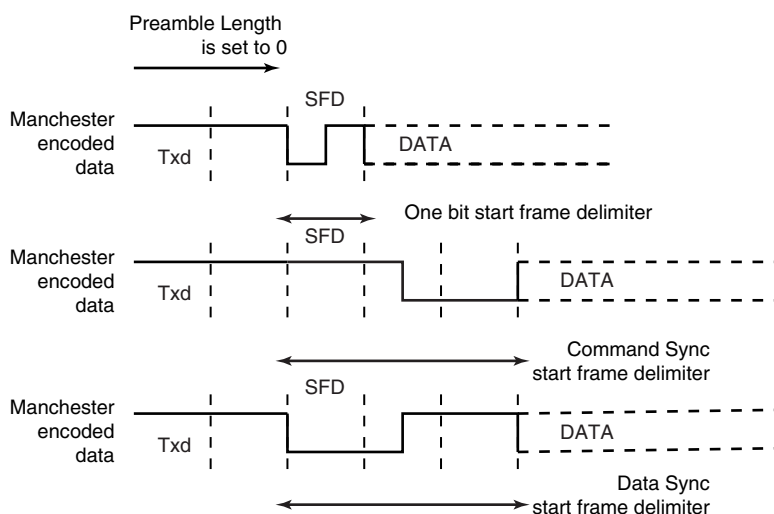 Preamble Length
is set to 0
SFD
Manchester
encoded
data
Txd
DATA
One bit start frame delimiter
SFD
Manchester
encoded
data
Txd
DATA
Command Sync
start frame delimiter
SFD
Manchester
encoded
data
Txd
DATA
Data Sync
start frame delimiter